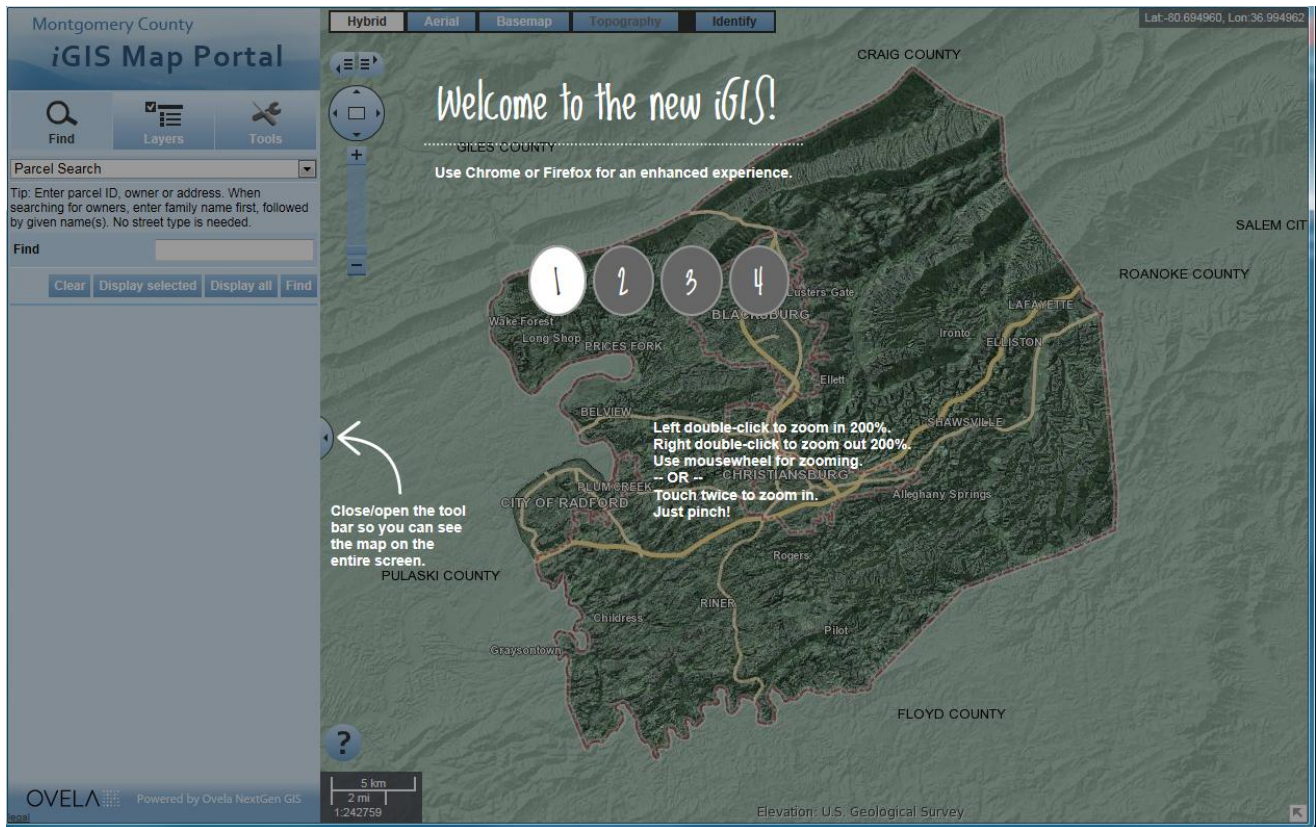 Montgomery County
iGIS Map Portal
Find
Layers
Tools
Parcel Search
Tip: Enter parcel ID, owner or address. When
searching for owners, enter family name first, followed
by given name(s). No street type is needed.
Find
Clear
Display selected
Display all
Find
OVELA
Powered by Ovela NextGen GIS
legal
Hybrid
Aerial
Basemap
Topography
Identify
Lat:-80.694960, Lon:36.994962
CRAIG COUNTY
Welcome to the new iGIS!
GILES COUNTY
Use Chrome or Firefox for an enhanced experience.
SALEM CIT
ROANOKE COUNTY
1
2
3
4
Lusters Gate
LAFAYETTE
BLACKSBURG
Wake Forest
Long Shop
PRICES FORK
Ironto
ELLISTON
Ellett
BELVIEW
SHAWSVILLE
Left double-click to zoom in 200%.
Right double-click to zoom out 200%.
Use mousewheel for zooming.
-- OR --
Touch twice to zoom in.
Just pinch!
CHRISTIANSBURG
PLUM CREEK
CITY OF RADFORD
Alleghany Springs
Close/open the tool
bar so you can see
the map on the
entire screen.
Rogers
PULASKI COUNTY
RINER
Childress
Pilot
Graysontown
FLOYD COUNTY
?
5 km
2 mi
1:242759
Elevation: U.S. Geological Survey